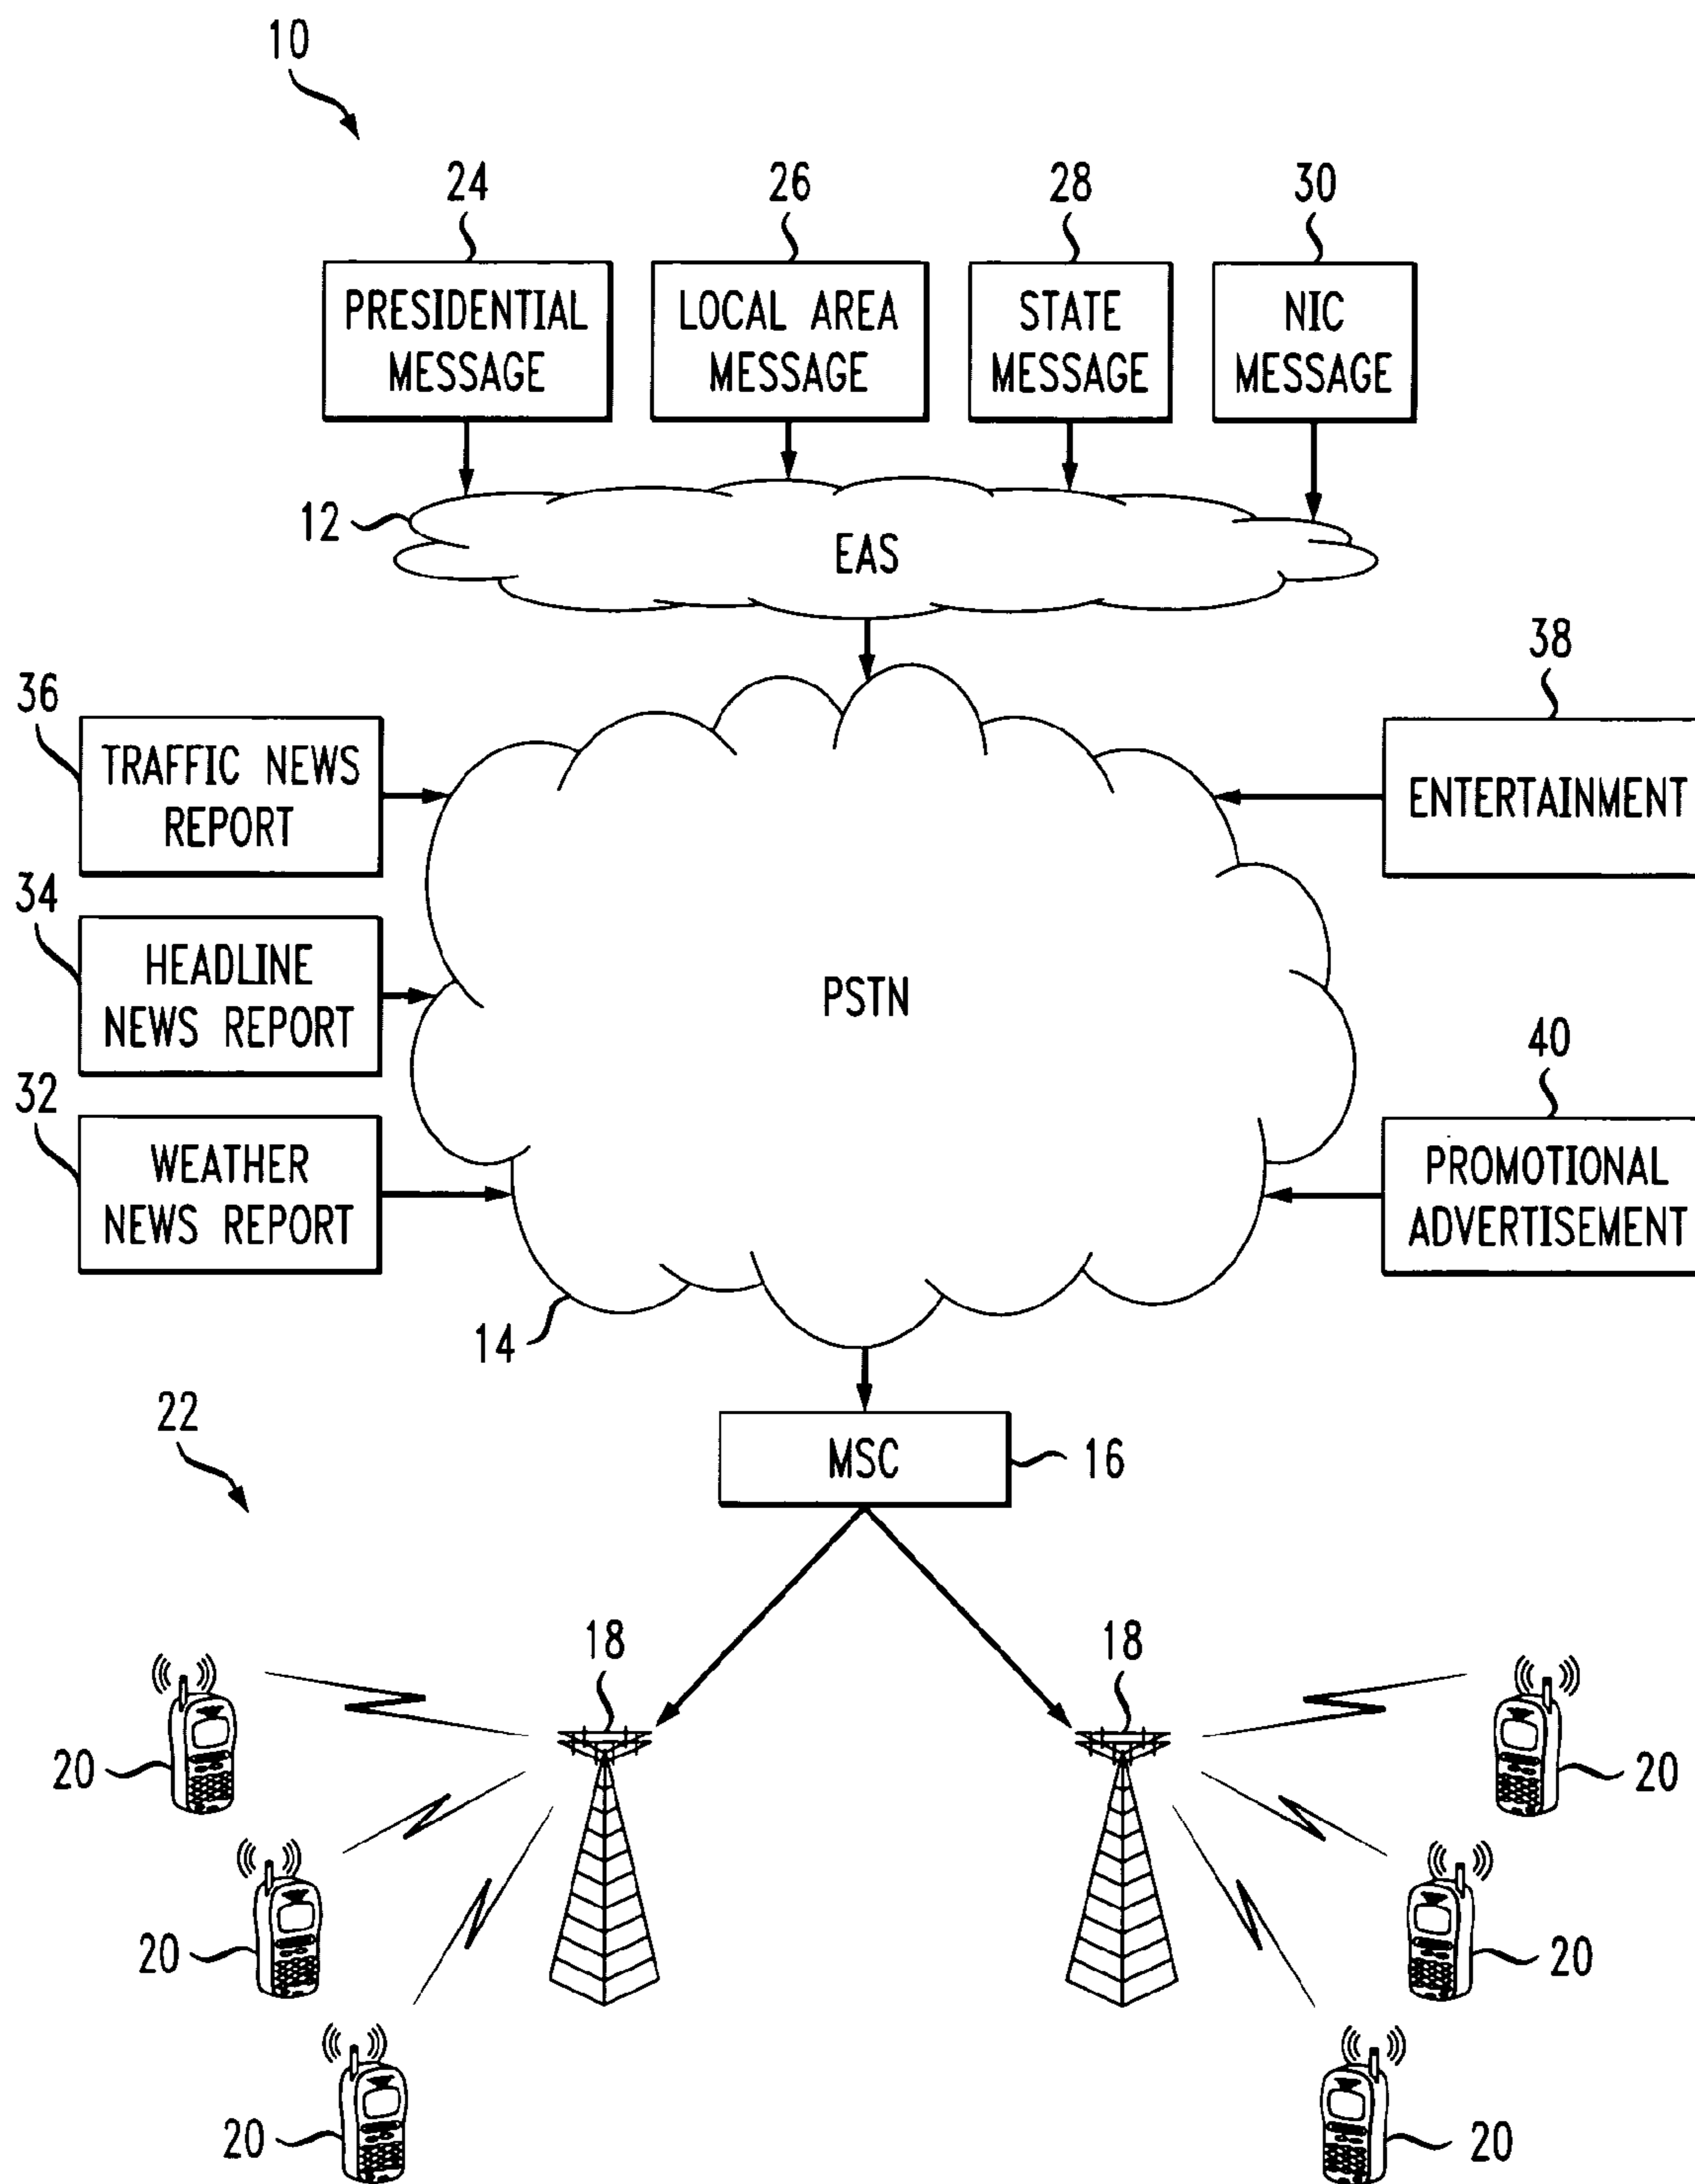 10
24
26
28
30
PRESIDENTIAL
MESSAGE
LOCAL AREA
MESSAGE
STATE
MESSAGE
NIC
MESSAGE
12
EAS
36
TRAFFIC NEWS
REPORT
38
ENTERTAINMENT
34
HEADLINE
NEWS REPORT
PSTN
32
WEATHER
NEWS REPORT
40
PROMOTIONAL
ADVERTISEMENT
14
22
MSC
16
18
18
20
20
20
20
20
20